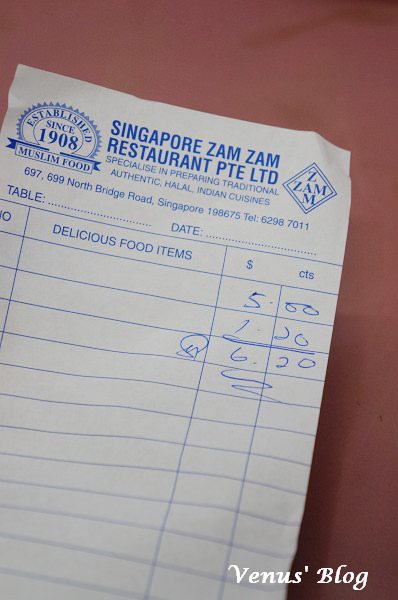 ESTABLISHED
SINCE
1908
MUSLIM FOOD
SINGAPORE ZAM ZAM
RESTAURANT PTE LTD
SPECIALISE IN PREPARING TRADITIONAL
AUTHENTIC, HALAL, INDIAN CUISINES
697, 699 North Bridge Road, Singapore 198675 Tel: 6298 7011
Z
ZAM
M
TABLE: ........................ DATE: ........................
NO DELICIOUS FOOD ITEMS $ cts
5. 00
1. 20
6. 20
Venus' Blog